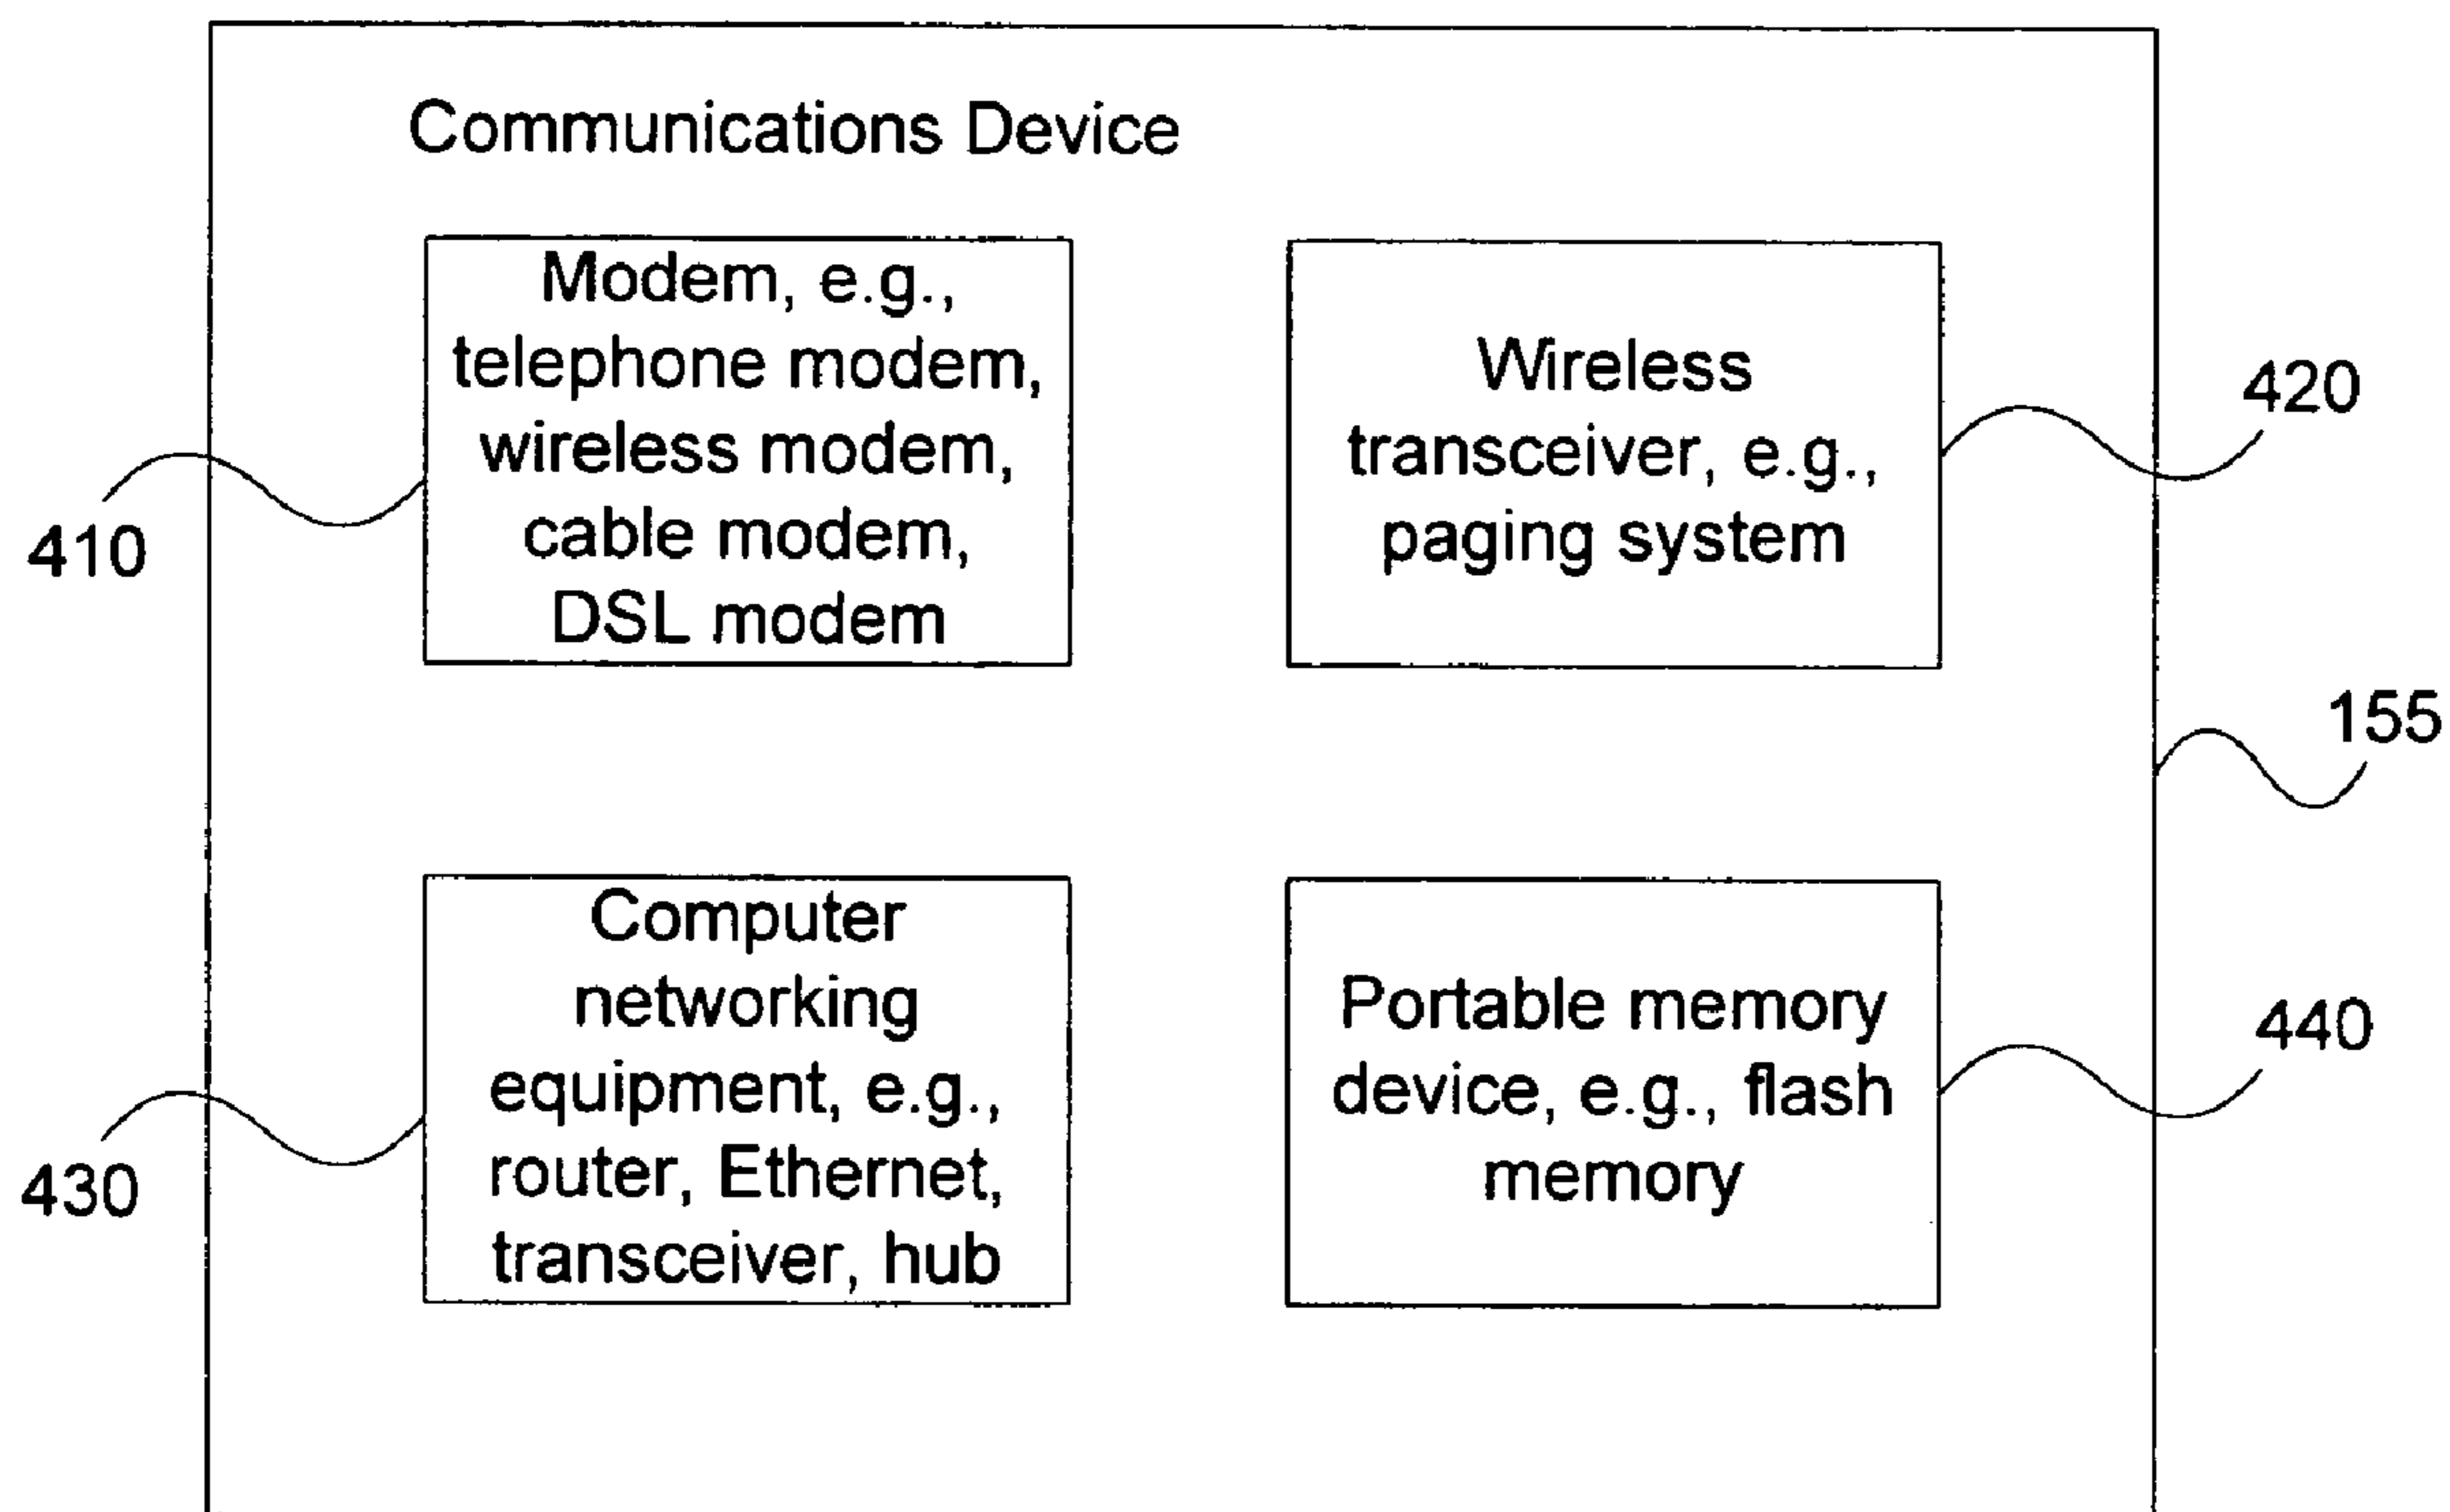 Communications Device
Modem, e.g.,
telephone modem,
wireless modem,
cable modem,
DSL modem
410
Wireless
transceiver, e.g.,
paging system
420
155
Computer
networking
equipment, e.g.,
router, Ethernet,
transceiver, hub
430
Portable memory
device, e.g., flash
memory
440